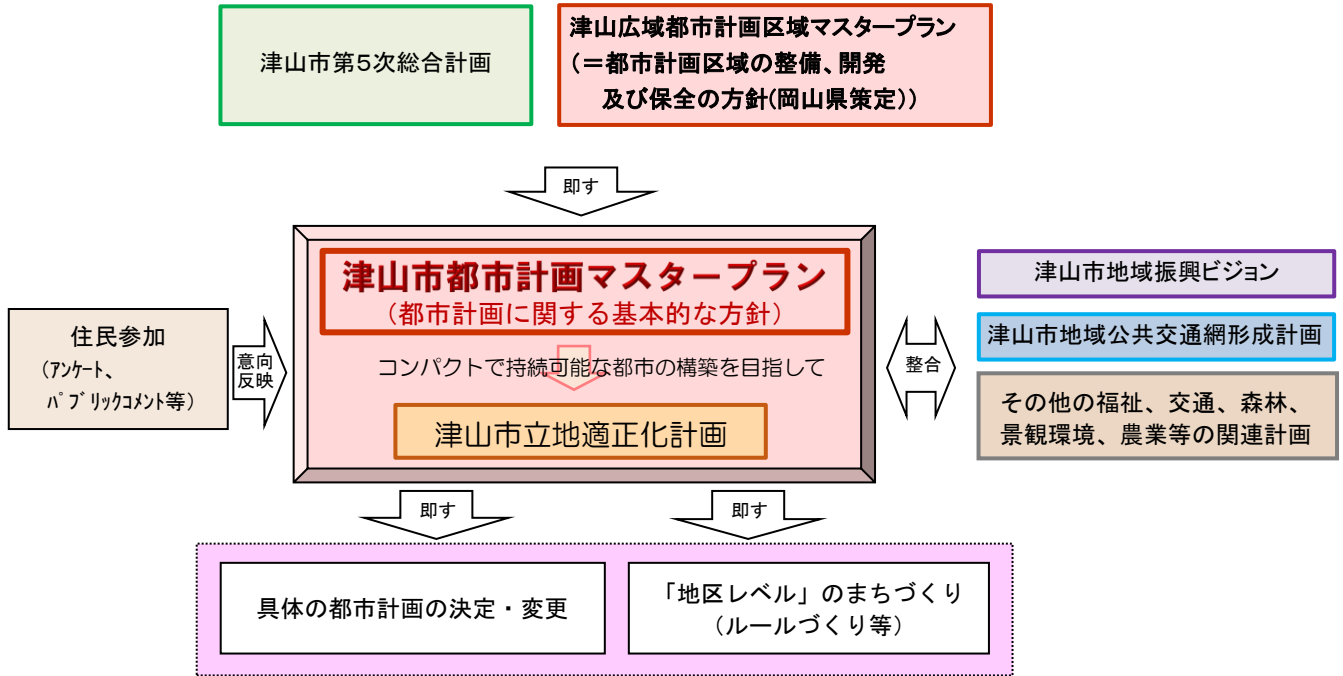 津山市第5次総合計画
津山広域都市計画区域マスタープラン
（＝都市計画区域の整備、開発
及び保全の方針(岡山県策定)）
即す
津山市都市計画マスタープラン
（都市計画に関する基本的な方針）
コンパクトで持続可能な都市の構築を目指して
津山市立地適正化計画
住民参加
（ｱﾝｹｰﾄ、
ﾊﾟﾌﾞﾘｯｸｺﾒﾝﾄ等）
意向
反映
整合
津山市地域振興ビジョン
津山市地域公共交通網形成計画
その他の福祉、交通、森林、
景観環境、農業等の関連計画
即す
即す
具体の都市計画の決定・変更
「地区レベル」のまちづくり
（ルールづくり等）